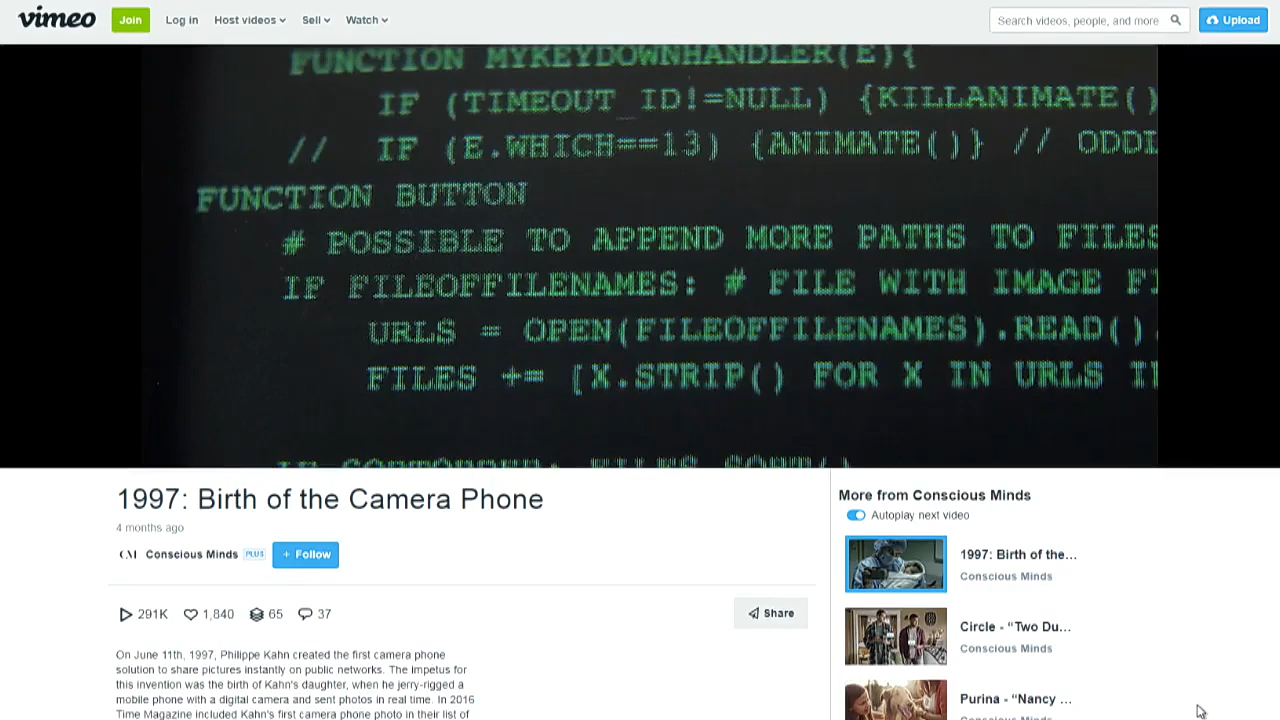 vimeo Join Log in Host videos Sell Watch Search videos, people, and more Upload
FUNCTION MYKEYDOWNHANDLER(E){
IF (TIMEOUT_ID!=NULL) {KILLANIMATE()
// IF (E.WHICH==13) {ANIMATE()} // ODDI
FUNCTION BUTTON
# POSSIBLE TO APPEND MORE PATHS TO FILES
IF FILEOFFILENAMES: # FILE WITH IMAGE FI
URLS = OPEN(FILEOFFILENAMES).READ()
FILES += [X.STRIP() FOR X IN URLS
1997: Birth of the Camera Phone
4 months ago
Conscious Minds PLUS + Follow
291K 1,840 65 37 Share
On June 11th, 1997, Philippe Kahn created the first camera phone
solution to share pictures instantly on public networks. The impetus for
this invention was the birth of Kahn's daughter, when he jerry-rigged a
mobile phone with a digital camera and sent photos in real time. In 2016
Time Magazine included Kahn's first camera phone photo in their list of
More from Conscious Minds
Autoplay next video
1997: Birth of the...
Conscious Minds
Circle - “Two Du...
Conscious Minds
Purina - “Nancy ...